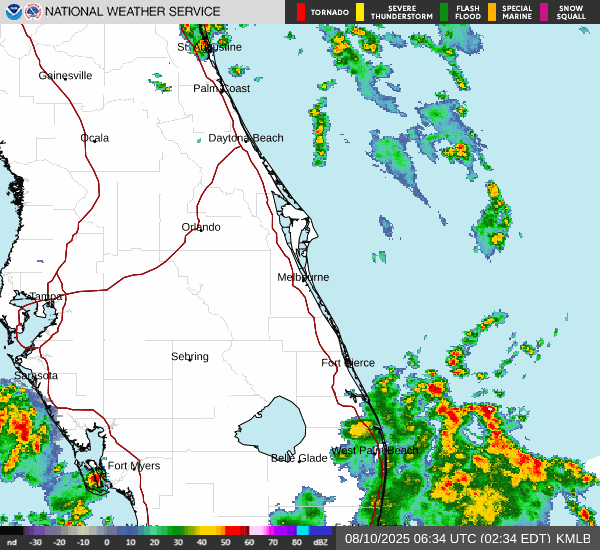 NATIONAL WEATHER SERVICE
TORNADO
SEVERE THUNDERSTORM
FLASH FLOOD
SPECIAL MARINE
SNOW SQUALL
St. Augustine
Gainesville
Palm Coast
Ocala
Daytona Beach
Orlando
Melbourne
Tampa
Sebring
Fort Pierce
Sarasota
West Palm Beach
Belle Glade
Fort Myers
nd -30 -20 -10 0 10 20 30 40 50 60 70 80 dBZ
08/10/2025 06:34 UTC (02:34 EDT) KMLB